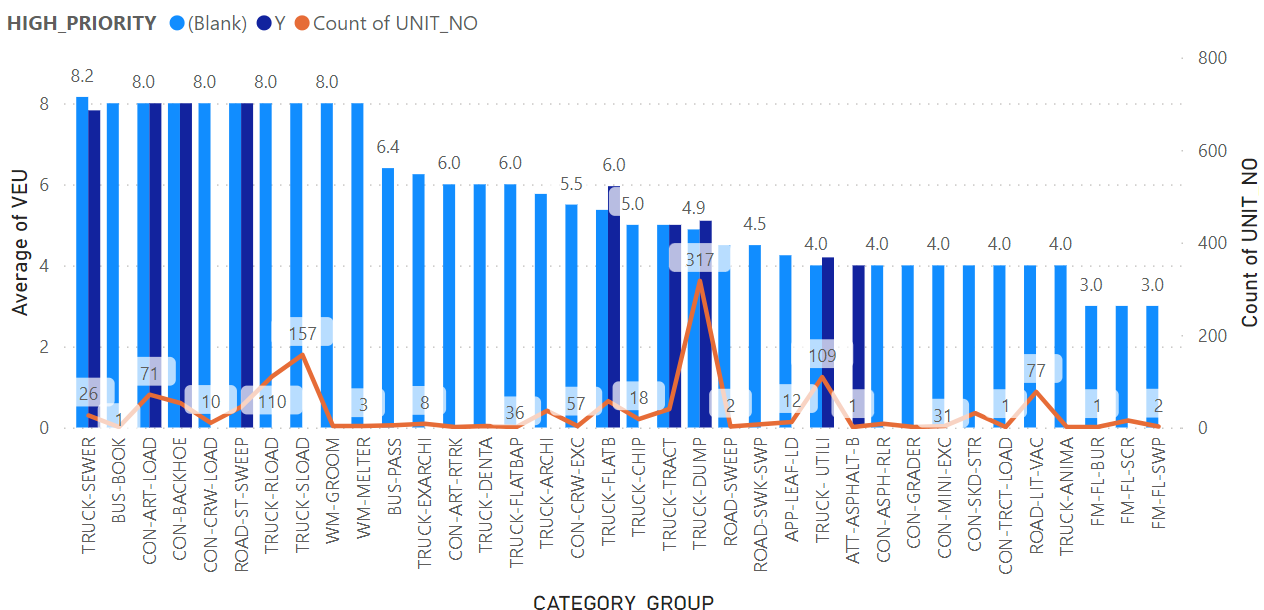 HIGH_PRIORITY (Blank) Y Count of UNIT_NO
Average of VEU
0
2
4
6
8
8.2
8.0
8.0
8.0
8.0
6.4
6.0
6.0
5.5
6.0
5.0
4.9
4.5
4.0
4.0
4.0
4.0
4.0
3.0
3.0
26
1
71
10
110
157
3
8
36
57
18
317
2
12
109
1
31
1
77
1
2
800
600
400
200
0
Count of UNIT_NO
TRUCK-SEWER
BUS-BOOK
CON-ART-LOAD
CON-BACKHOE
CON-CRW-LOAD
ROAD-ST-SWEEP
TRUCK-RLOAD
TRUCK-SLOAD
WM-GROOM
WM-MELTER
BUS-PASS
TRUCK-EXARCHI
CON-ART-RTRK
TRUCK-DENTA
TRUCK-FLATBAP
TRUCK-ARCHI
CON-CRW-EXC
TRUCK-FLATB
TRUCK-CHIP
TRUCK-TRACT
TRUCK-DUMP
ROAD-SWEEP
ROAD-SWK-SWP
APP-LEAF-LD
TRUCK- UTILI
ATT-ASPHALT-B
CON-ASPH-RLR
CON-GRADER
CON-MINI-EXC
CON-SKD-STR
CON-TRCT-LOAD
ROAD-LIT-VAC
TRUCK-ANIMA
FM-FL-BUR
FM-FL-SCR
FM-FL-SWP
CATEGORY_GROUP